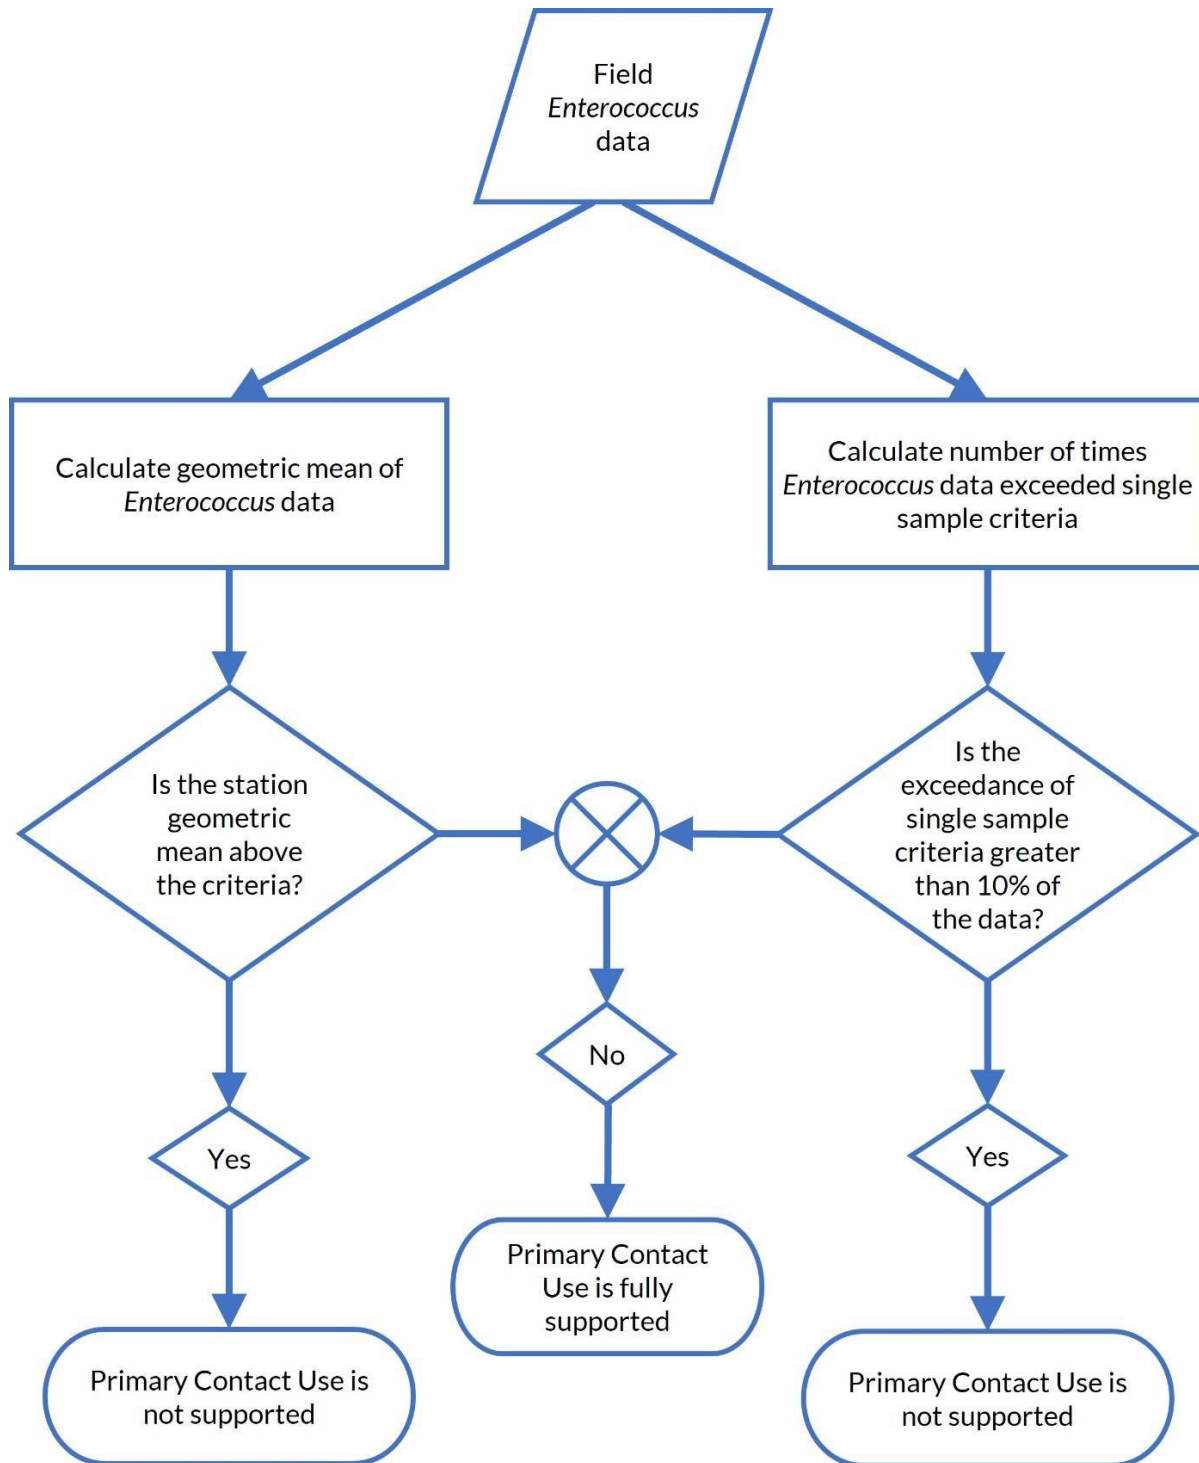 Field
Enterococcus
data
Calculate geometric mean of
Enterococcus data
Calculate number of times
Enterococcus data exceeded single
sample criteria
Is the station
geometric
mean above
the criteria?
Is the
exceedance of
single sample
criteria greater
than 10% of
the data?
No
Yes
Yes
Primary Contact
Use is fully
supported
Primary Contact Use is
not supported
Primary Contact Use is
not supported